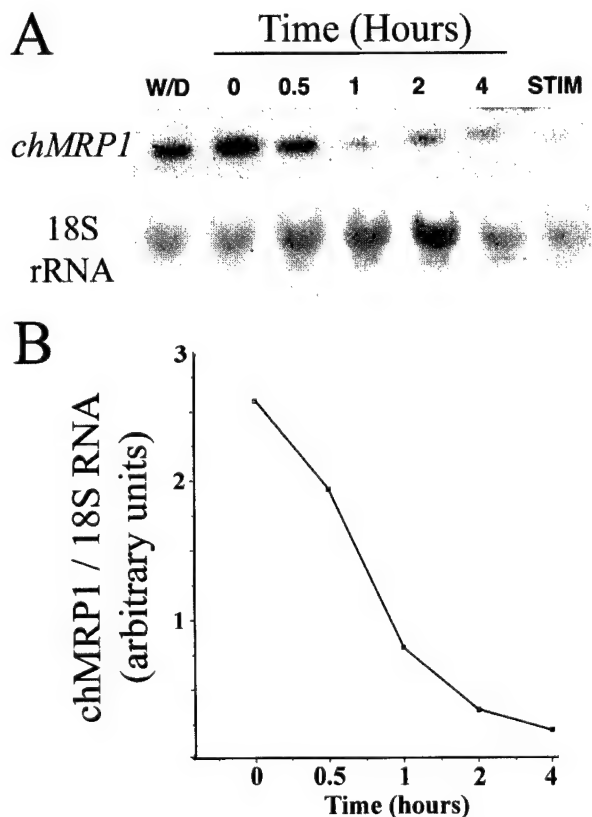 A
Time (Hours)
W/D 0 0.5 1 2 4 STIM
chMRP1
18S
rRNA
B
chMRP1 / 18S RNA
(arbitrary units)
3
2
1
0 0.5 1 2 4
Time (hours)